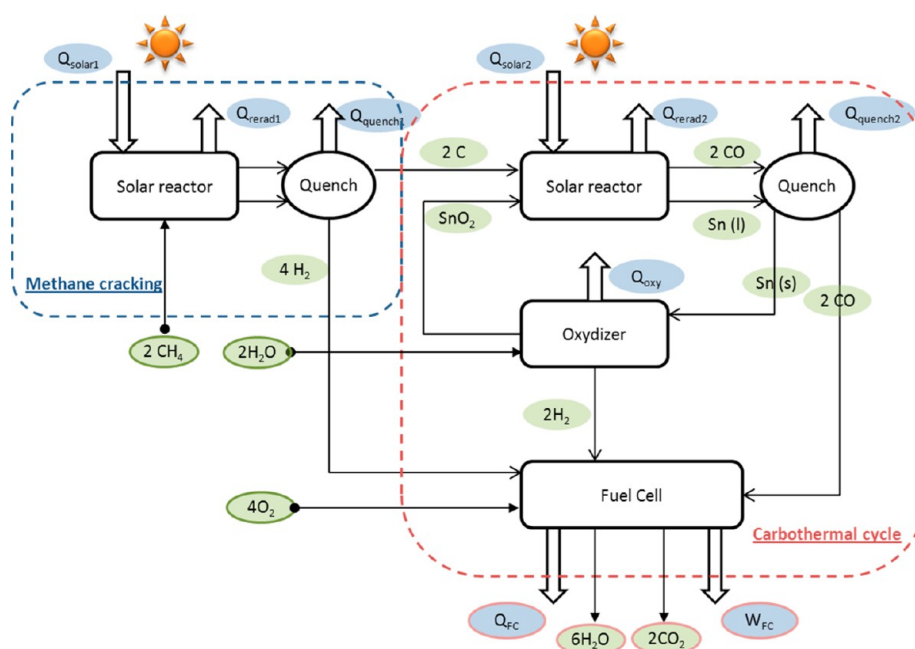 Qsolar1
Qsolar2
Qrerad1
Qquench1
Qrerad2
Qquench2
2 C
2 CO
Solar reactor
Quench
Solar reactor
Quench
SnO₂
Sn (l)
4 H₂
Methane cracking
Qoxy
Sn (s)
2 CO
2 CH₄
2H₂O
Oxydizer
2H₂
4O₂
Fuel Cell
Carbothermal cycle
QFC
6H₂O
2CO₂
WFC